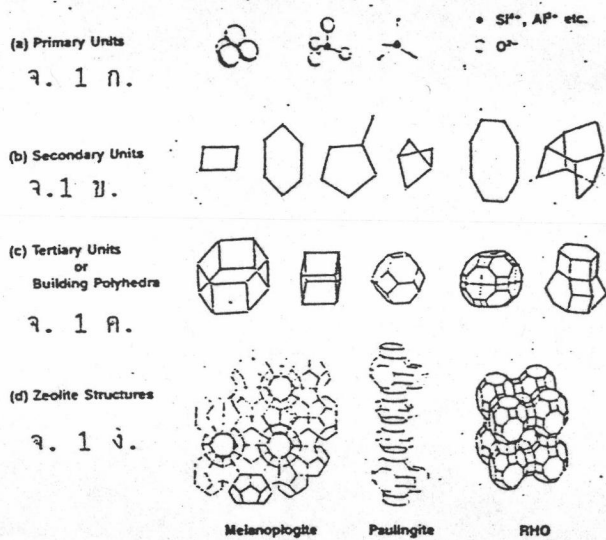 (a) Primary Units
• Si⁴⁺, Al³⁺ etc.
O²⁻
จ. 1 ก.
(b) Secondary Units
จ.1 ข.
(c) Tertiary Units
or
Building Polyhedra
จ. 1 ค.
(d) Zeolite Structures
จ. 1 ง.
Melanoplogite Paulingite RHO